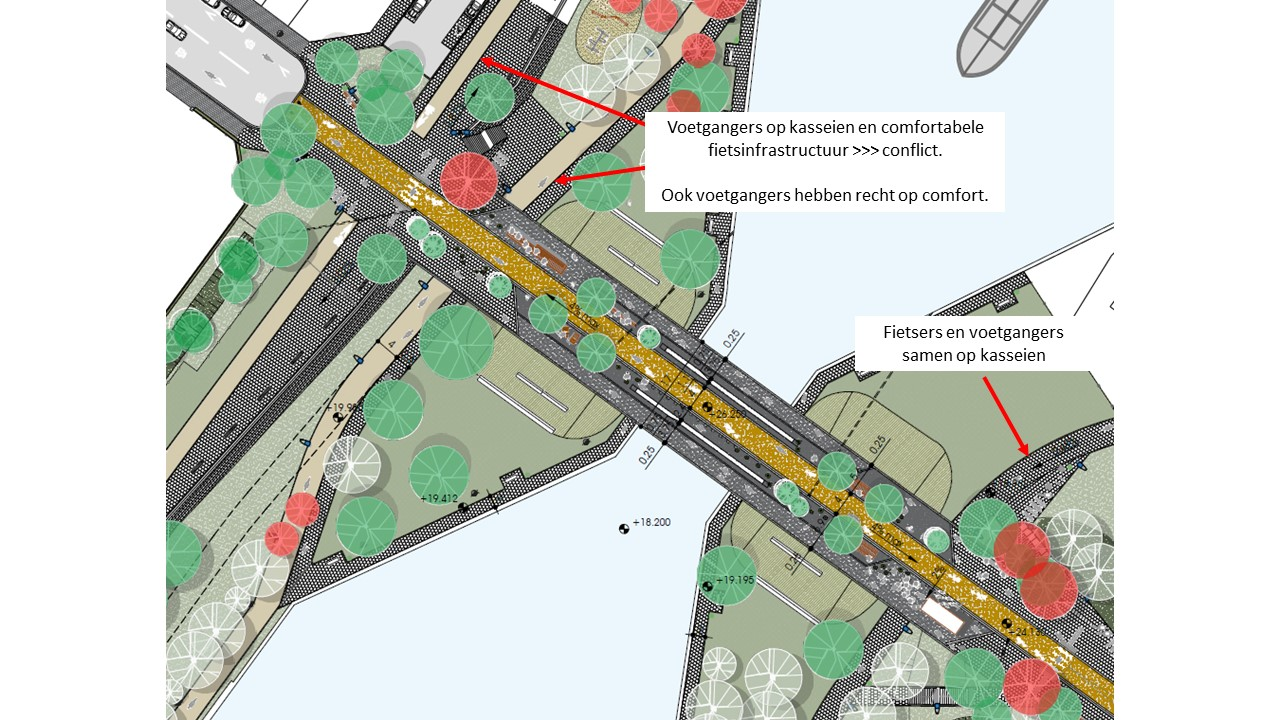 Voetgangers op kasseien en comfortabele
fietsinfrastructuur >>> conflict.
Ook voetgangers hebben recht op comfort.
0.25
Fietsers en voetgangers
samen op kasseien
4
+26.250
0.25
0.25
+19.412
+18.200
0.25
+19.195